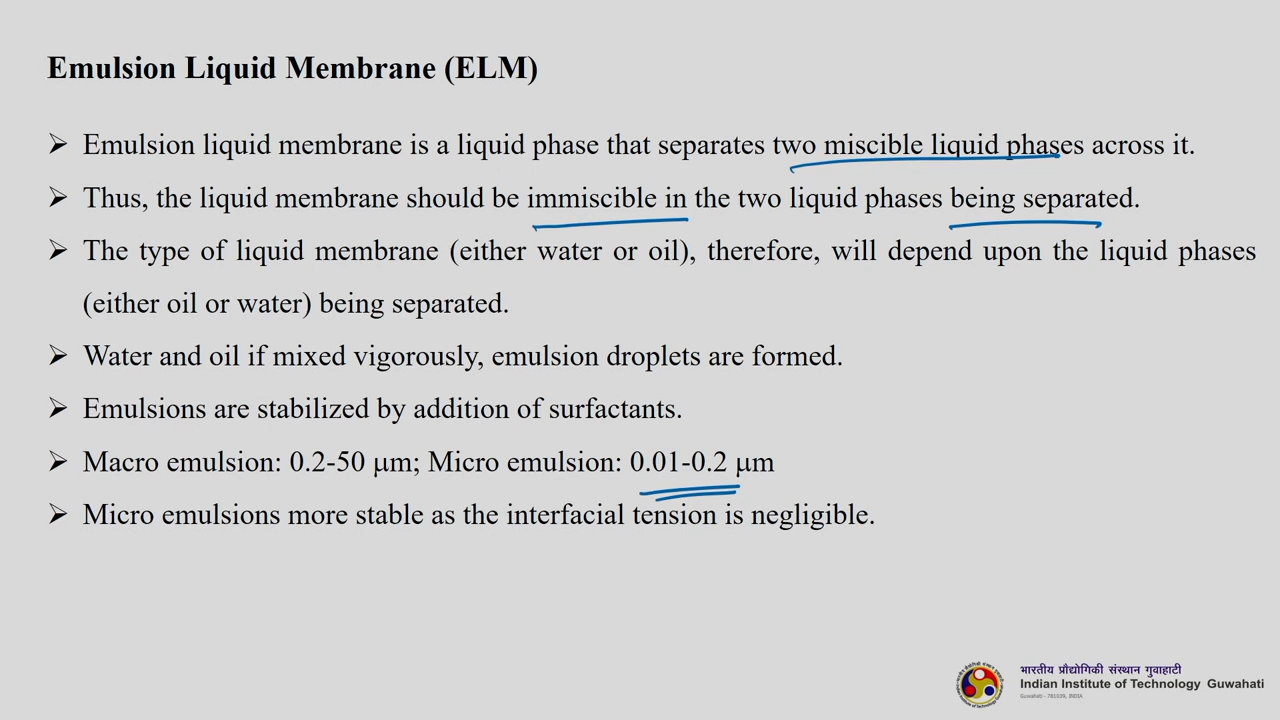 Emulsion Liquid Membrane (ELM)
➢ Emulsion liquid membrane is a liquid phase that separates two miscible liquid phases across it.
➢ Thus, the liquid membrane should be immiscible in the two liquid phases being separated.
➢ The type of liquid membrane (either water or oil), therefore, will depend upon the liquid phases
(either oil or water) being separated.
➢ Water and oil if mixed vigorously, emulsion droplets are formed.
➢ Emulsions are stabilized by addition of surfactants.
➢ Macro emulsion: 0.2-50 μm; Micro emulsion: 0.01-0.2 μm
➢ Micro emulsions more stable as the interfacial tension is negligible.
भारतीय प्रौद्योगिकी संस्थान गुवाहाटी
Indian Institute of Technology Guwahati
Guwahati - 781039, INDIA